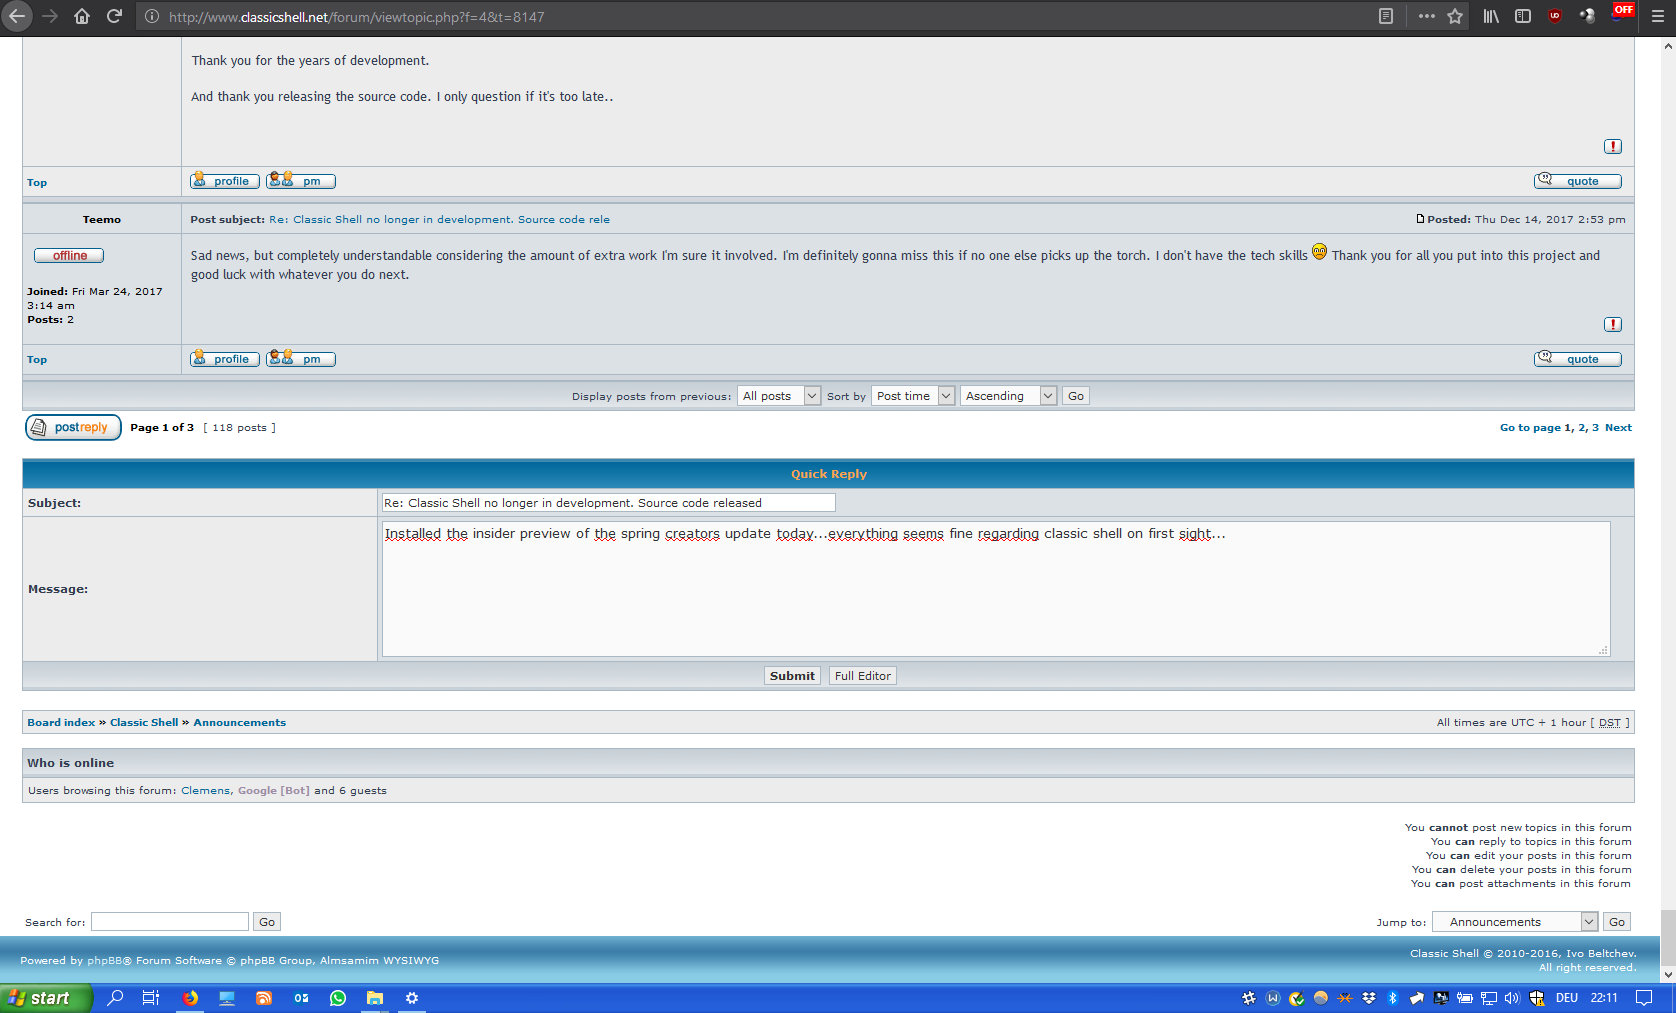 http://www.classicshell.net/forum/viewtopic.php?f=4&t=8147
OFF
Thank you for the years of development.
And thank you releasing the source code. I only question if it's too late..
Top
profile
pm
quote
Teemo
Post subject: Re: Classic Shell no longer in development. Source code rele
Posted: Thu Dec 14, 2017 2:53 pm
offline
Sad news, but completely understandable considering the amount of extra work I'm sure it involved. I'm definitely gonna miss this if no one else picks up the torch. I don't have the tech skills Thank you for all you put into this project and
good luck with whatever you do next.
Joined: Fri Mar 24, 2017
3:14 am
Posts: 2
Top
profile
pm
quote
Display posts from previous: All posts Sort by Post time Ascending Go
postreply Page 1 of 3 [ 118 posts ]
Go to page 1, 2, 3 Next
Quick Reply
Subject:
Re: Classic Shell no longer in development. Source code released
Message:
Installed the insider preview of the spring creators update today...everything seems fine regarding classic shell on first sight...
Submit Full Editor
Board index » Classic Shell » Announcements
All times are UTC + 1 hour [ DST ]
Who is online
Users browsing this forum: Clemens, Google [Bot] and 6 guests
You cannot post new topics in this forum
You can reply to topics in this forum
You can edit your posts in this forum
You can delete your posts in this forum
You can post attachments in this forum
Search for: Go
Jump to: Announcements Go
Powered by phpBB® Forum Software © phpBB Group, Almsamim WYSIWYG
Classic Shell © 2010-2016, Ivo Beltchev.
All right reserved.
start
DEU 22:11